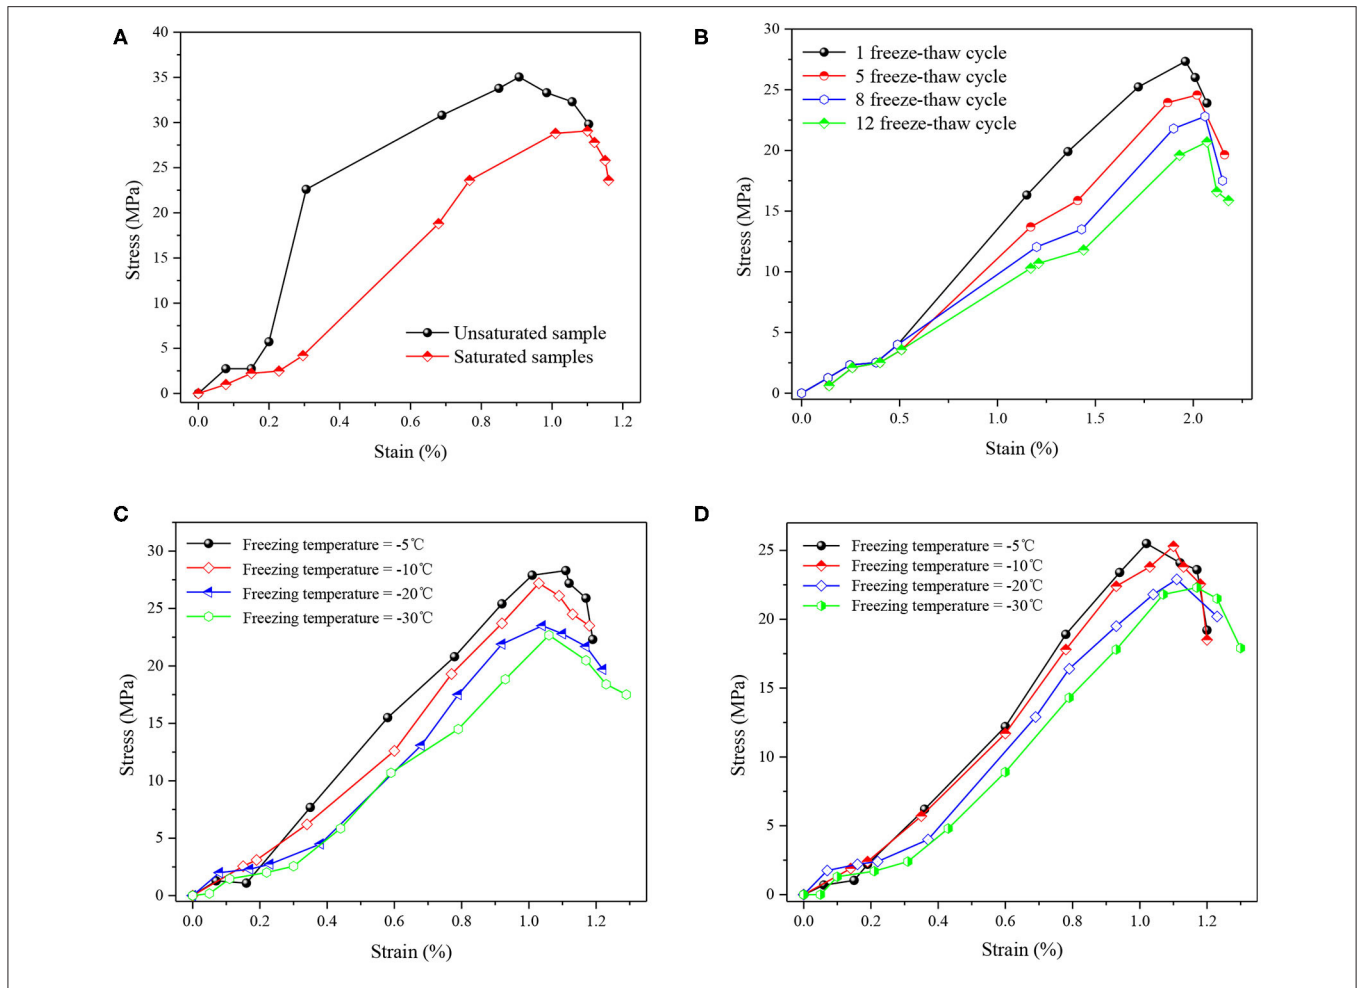 A
Stress (MPa)
40
35
30
25
20
15
10
5
0
Unsaturated sample
Saturated samples
0.0 0.2 0.4 0.6 0.8 1.0 1.2
Stain (%)
B
Stress (MPa)
30
25
20
15
10
5
0
1 freeze-thaw cycle
5 freeze-thaw cycle
8 freeze-thaw cycle
12 freeze-thaw cycle
0.0 0.5 1.0 1.5 2.0
Stain (%)
C
Stress (MPa)
30
25
20
15
10
5
0
Freezing temperature = -5℃
Freezing temperature = -10℃
Freezing temperature = -20℃
Freezing temperature = -30℃
0.0 0.2 0.4 0.6 0.8 1.0 1.2
Strain (%)
D
Stress (MPa)
25
20
15
10
5
0
Freezing temperature = -5℃
Freezing temperature = -10℃
Freezing temperature = -20℃
Freezing temperature = -30℃
0.0 0.2 0.4 0.6 0.8 1.0 1.2
Strain (%)